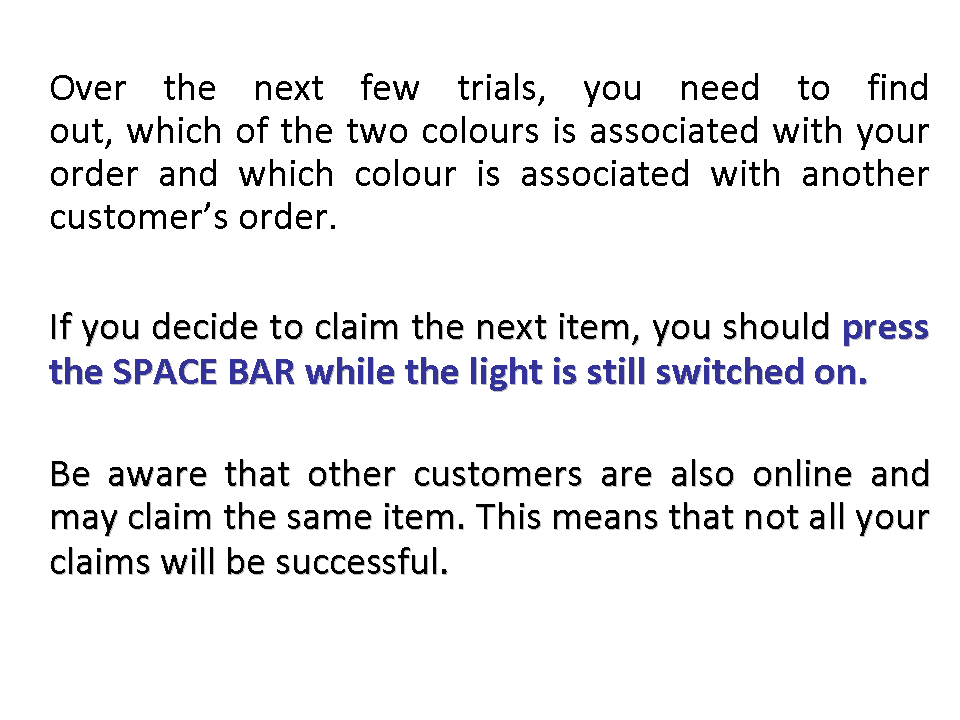 Over the next few trials, you need to find
out, which of the two colours is associated with your
order and which colour is associated with another
customer’s order.
If you decide to claim the next item, you should press
the SPACE BAR while the light is still switched on.
Be aware that other customers are also online and
may claim the same item. This means that not all your
claims will be successful.